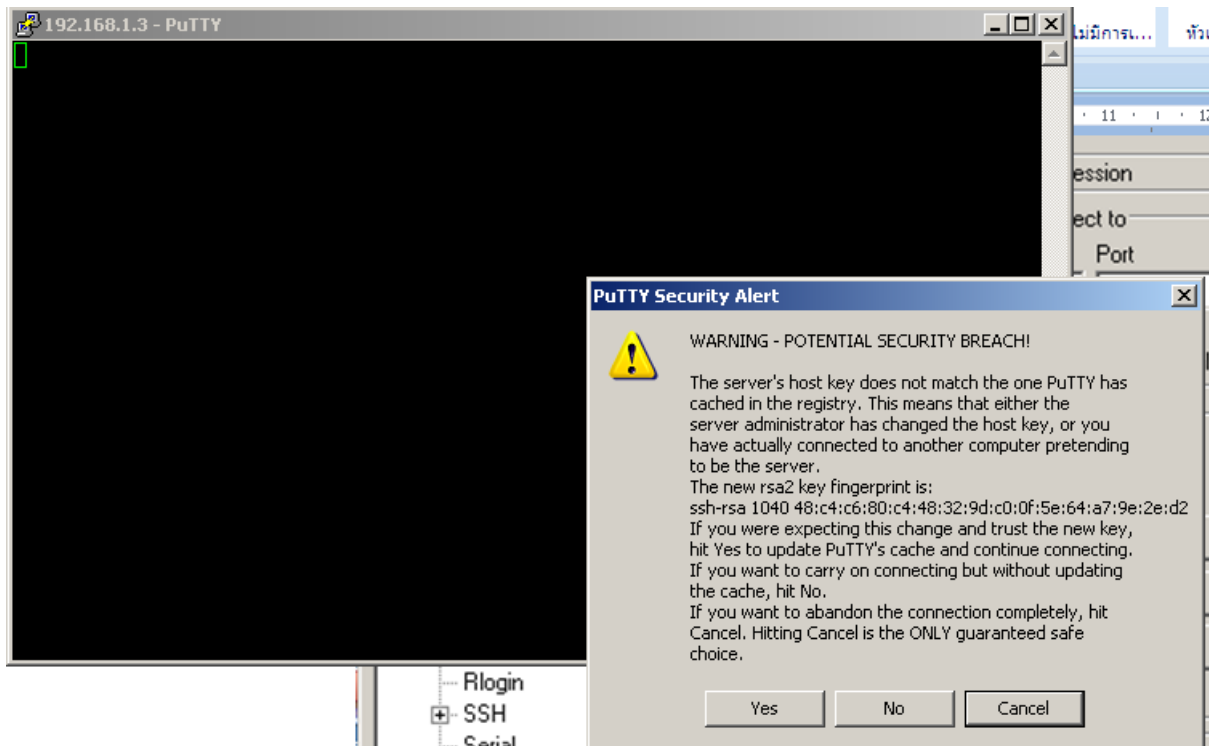 192.168.1.3 - PuTTY
ไม่มีการเ... หัวเ
11 12
ession
ect to
Port
PuTTY Security Alert
WARNING - POTENTIAL SECURITY BREACH!
The server's host key does not match the one PuTTY has
cached in the registry. This means that either the
server administrator has changed the host key, or you
have actually connected to another computer pretending
to be the server.
The new rsa2 key fingerprint is:
ssh-rsa 1040 48:c4:c6:80:c4:48:32:9d:c0:0f:5e:64:a7:9e:2e:d2
If you were expecting this change and trust the new key,
hit Yes to update PuTTY's cache and continue connecting.
If you want to carry on connecting but without updating
the cache, hit No.
If you want to abandon the connection completely, hit
Cancel. Hitting Cancel is the ONLY guaranteed safe
choice.
Yes No Cancel
Rlogin
SSH
Serial